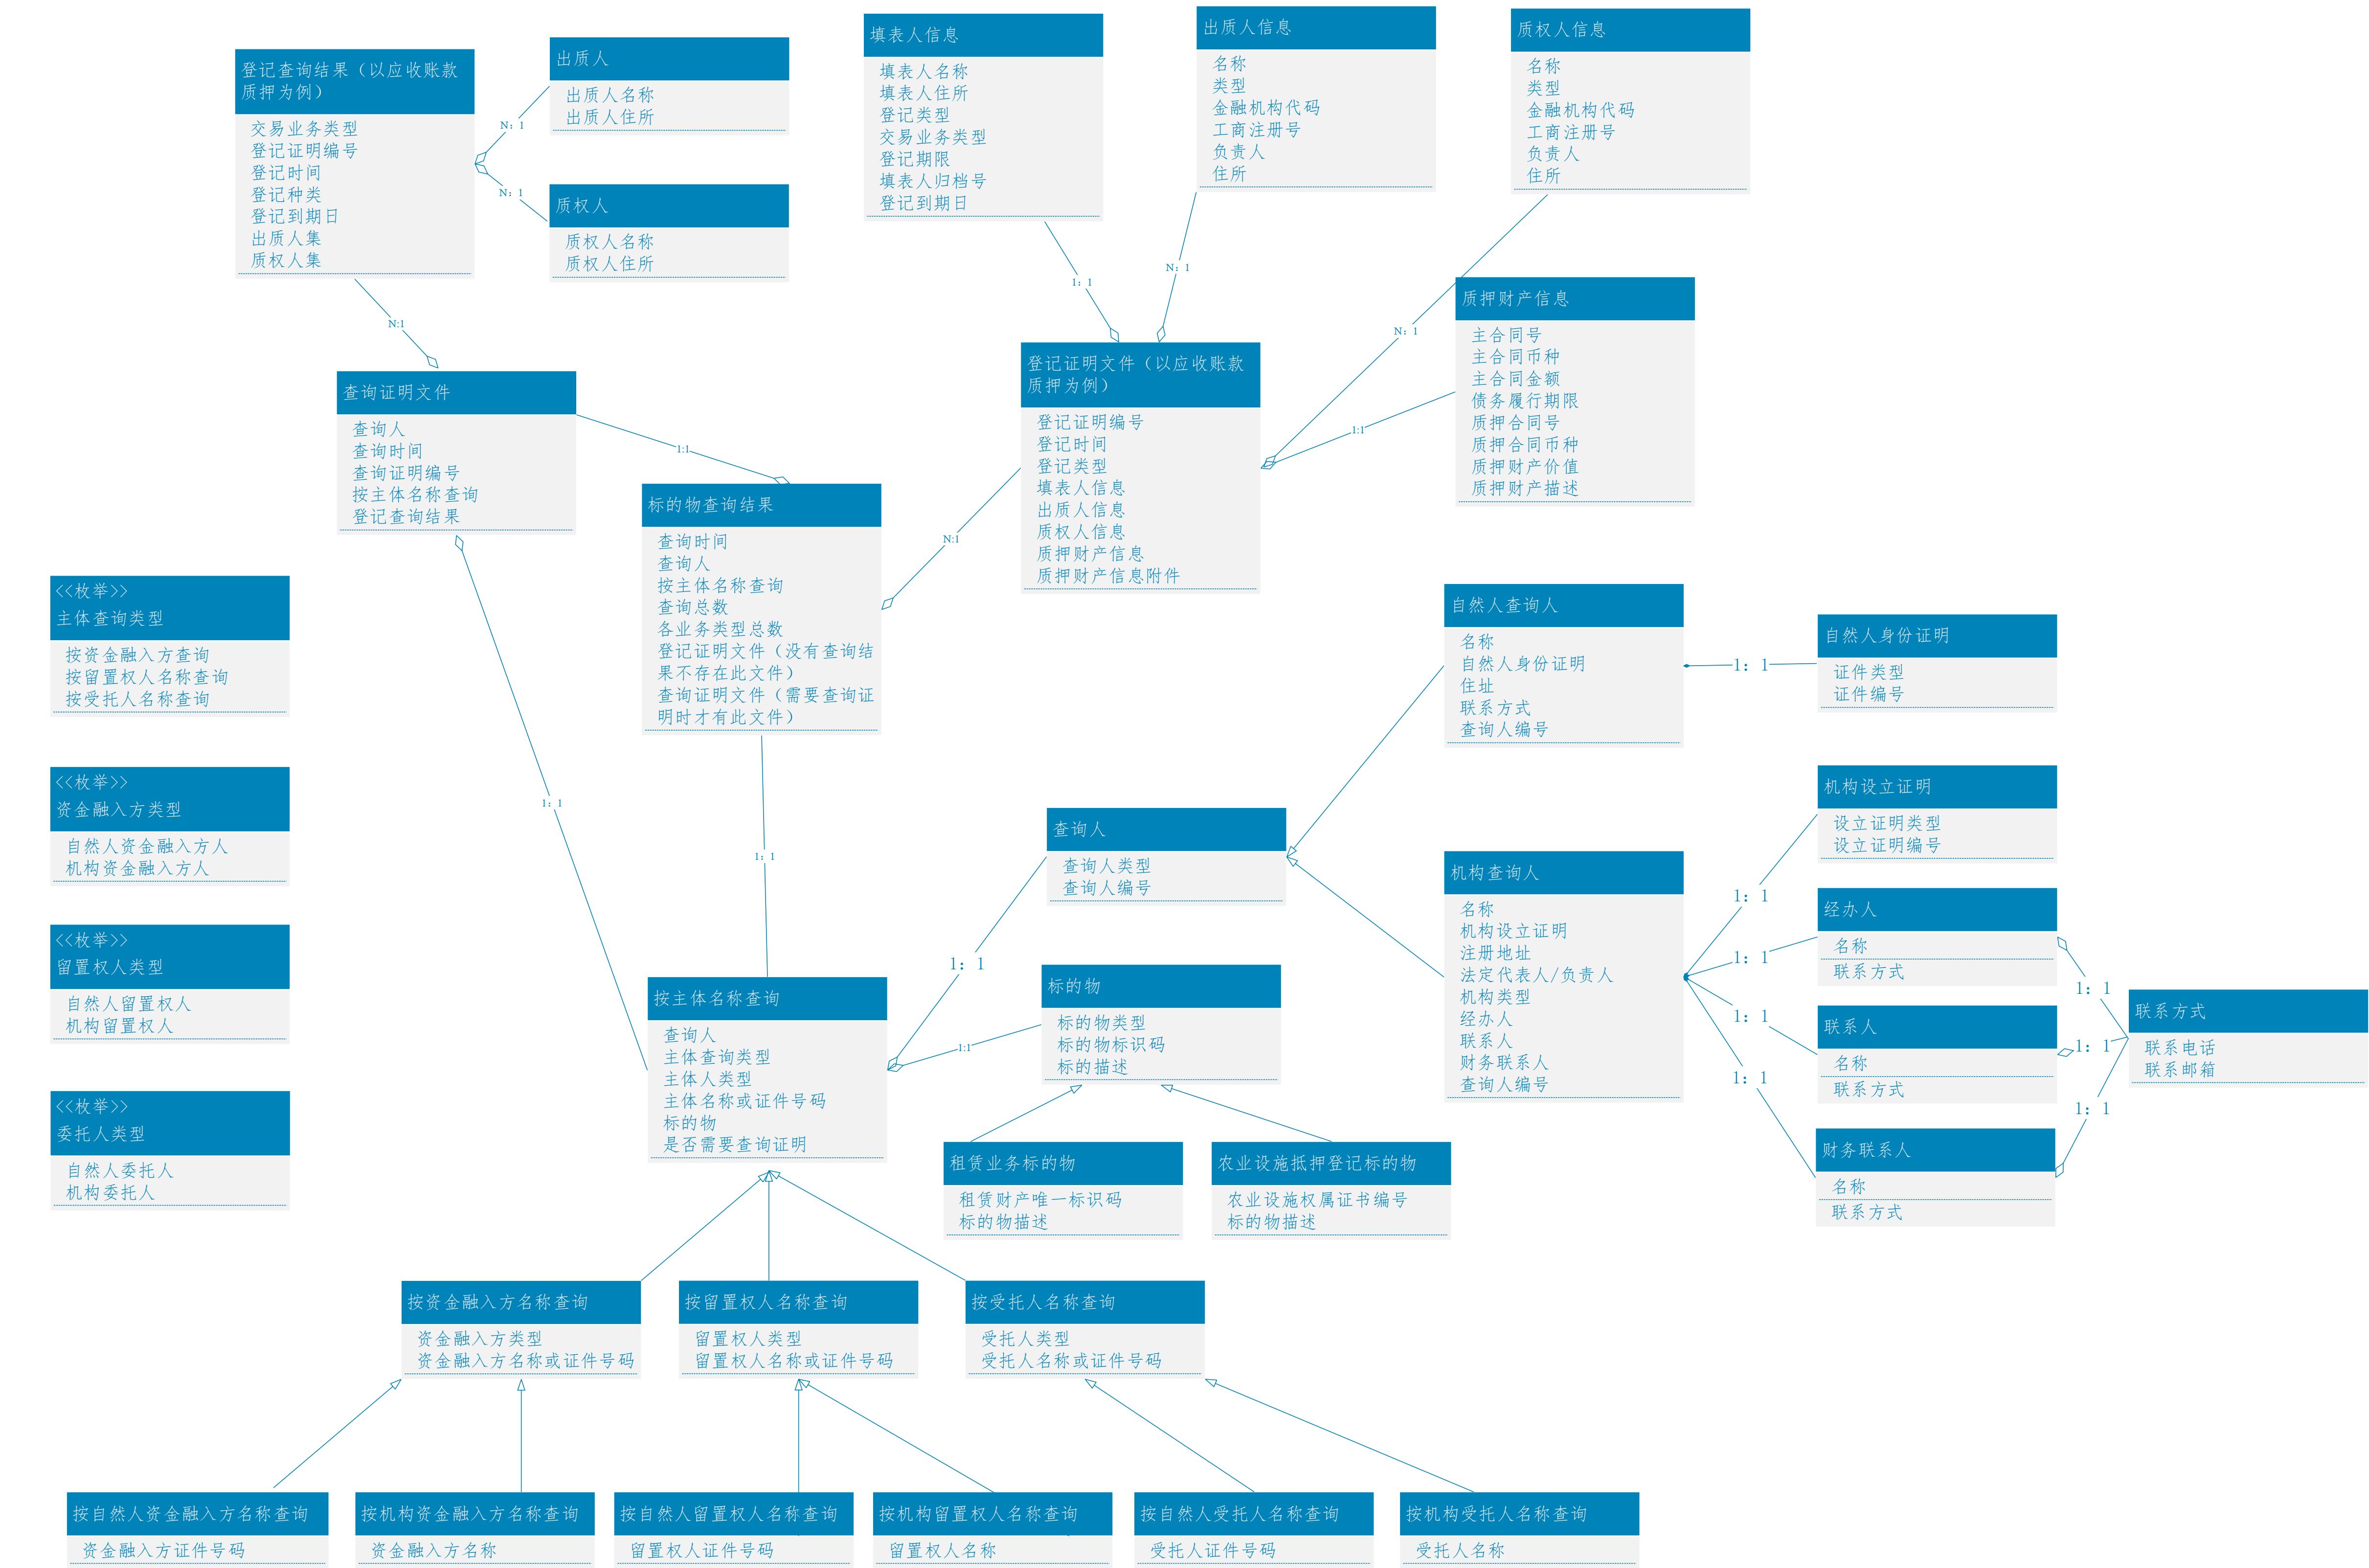 登记查询结果（以应收账款
质押为例）
交易业务类型
登记证明编号
登记时间
登记种类
登记到期日
出质人集
质权人集
出质人
出质人名称
出质人住所
N：1
N：1
质权人
质权人名称
质权人住所
填表人信息
填表人名称
填表人住所
登记类型
交易业务类型
登记期限
填表人归档号
登记到期日
出质人信息
名称
类型
金融机构代码
工商注册号
负责人
住所
质权人信息
名称
类型
金融机构代码
工商注册号
负责人
住所
N:1
1：1
N：1
N：1
1:1
质押财产信息
主合同号
主合同币种
主合同金额
债务履行期限
质押合同号
质押合同币种
质押财产价值
质押财产描述
登记证明文件（以应收账款
质押为例）
登记证明编号
登记时间
登记类型
填表人信息
出质人信息
质权人信息
质押财产信息
质押财产信息附件
查询证明文件
查询人
查询时间
查询证明编号
按主体名称查询
登记查询结果
1:1
N:1
标的物查询结果
查询时间
查询人
按主体名称查询
查询总数
各业务类型总数
登记证明文件（没有查询结
果不存在此文件）
查询证明文件（需要查询证
明时才有此文件）
<<枚举>>
主体查询类型
按资金融入方查询
按留置权人名称查询
按受托人名称查询
<<枚举>>
资金融入方类型
自然人资金融入方人
机构资金融入方人
<<枚举>>
留置权人类型
自然人留置权人
机构留置权人
<<枚举>>
委托人类型
自然人委托人
机构委托人
1：1
1：1
自然人查询人
名称
自然人身份证明
住址
联系方式
查询人编号
1：1
自然人身份证明
证件类型
证件编号
查询人
查询人类型
查询人编号
机构查询人
名称
机构设立证明
注册地址
法定代表人/负责人
机构类型
经办人
联系人
财务联系人
查询人编号
机构设立证明
设立证明类型
设立证明编号
1：1
1：1
1：1
1：1
经办人
名称
联系方式
联系人
名称
联系方式
财务联系人
名称
联系方式
1：1
1：1
1：1
联系方式
联系电话
联系邮箱
1：1
1:1
按主体名称查询
查询人
主体查询类型
主体人类型
主体名称或证件号码
标的物
是否需要查询证明
标的物
标的物类型
标的物标识码
标的描述
租赁业务标的物
租赁财产唯一标识码
标的物描述
农业设施抵押登记标的物
农业设施权属证书编号
标的物描述
按资金融入方名称查询
资金融入方类型
资金融入方名称或证件号码
按留置权人名称查询
留置权人类型
留置权人名称或证件号码
按受托人名称查询
受托人类型
受托人名称或证件号码
按自然人资金融入方名称查询
资金融入方证件号码
按机构资金融入方名称查询
资金融入方名称
按自然人留置权人名称查询
留置权人证件号码
按机构留置权人名称查询
留置权人名称
按自然人受托人名称查询
受托人证件号码
按机构受托人名称查询
受托人名称